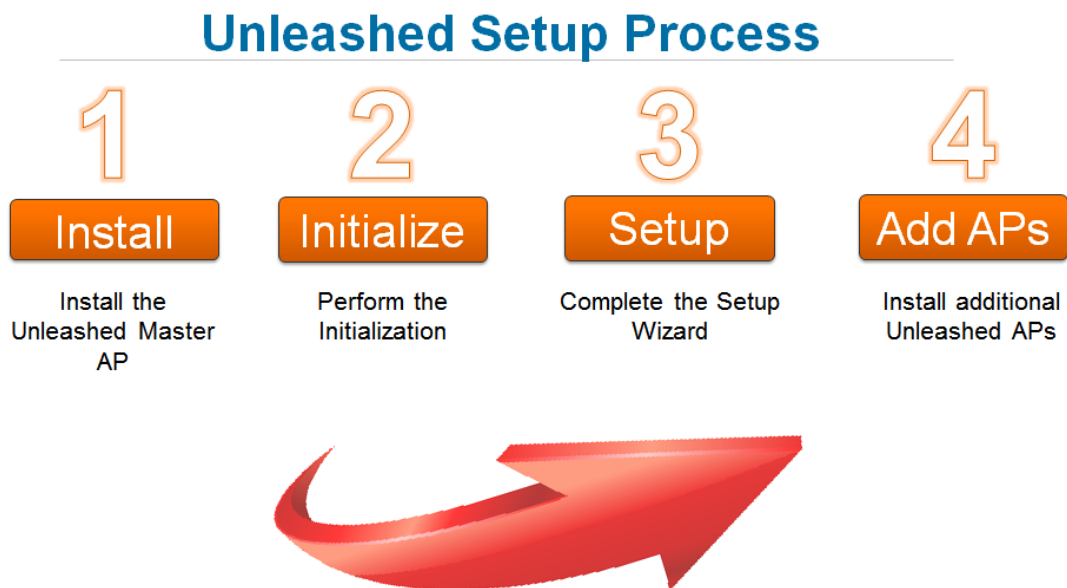 Unleashed Setup Process
1
2
3
4
Install
Initialize
Setup
Add APs
Install the
Unleashed Master
AP
Perform the
Initialization
Complete the Setup
Wizard
Install additional
Unleashed APs